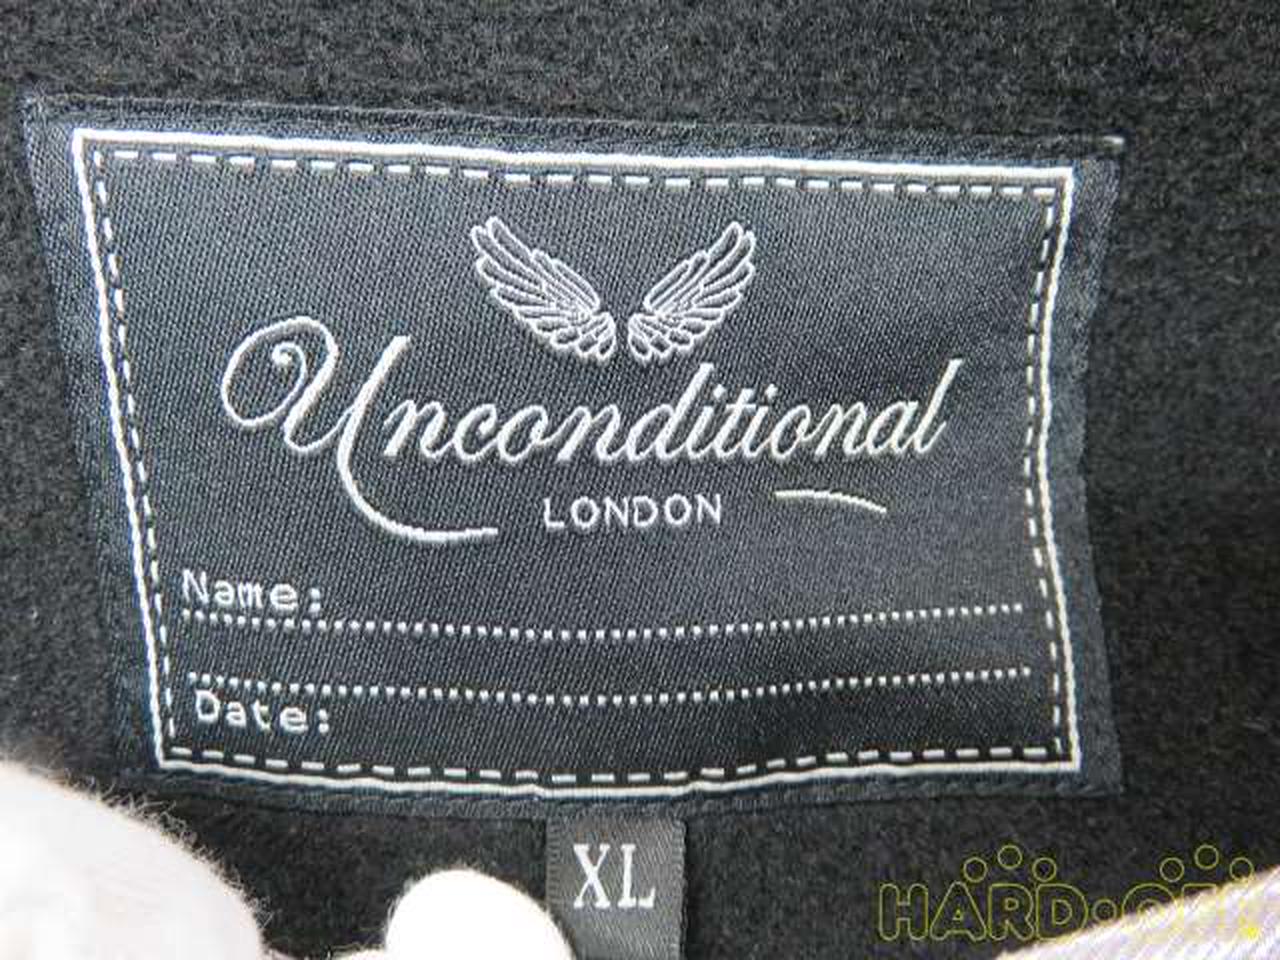 Unconditional
LONDON
Name:
Date:
XL
HARD・OFF